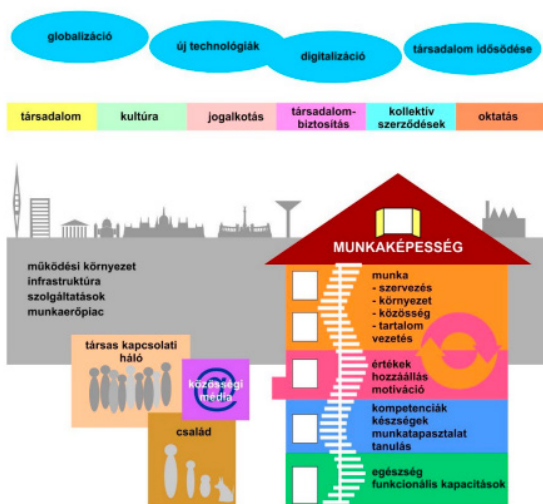 globalizáció
új technológiák
digitalizáció
társadalom idősödése
társadalom
kultúra
jogalkotás
társadalom-
biztosítás
kollektív
szerződések
oktatás
MUNKAKÉPESSÉG
működési környezet
infrastruktúra
szolgáltatások
munkaerőpiac
munka
- szervezés
- környezet
- közösség
- tartalom
vezetés
társas kapcsolati
háló
@
közösségi
média
család
értékek
hozzáállás
motiváció
kompetenciák
készségek
munkatapasztalat
tanulás
egészség
funkcionális kapacitások